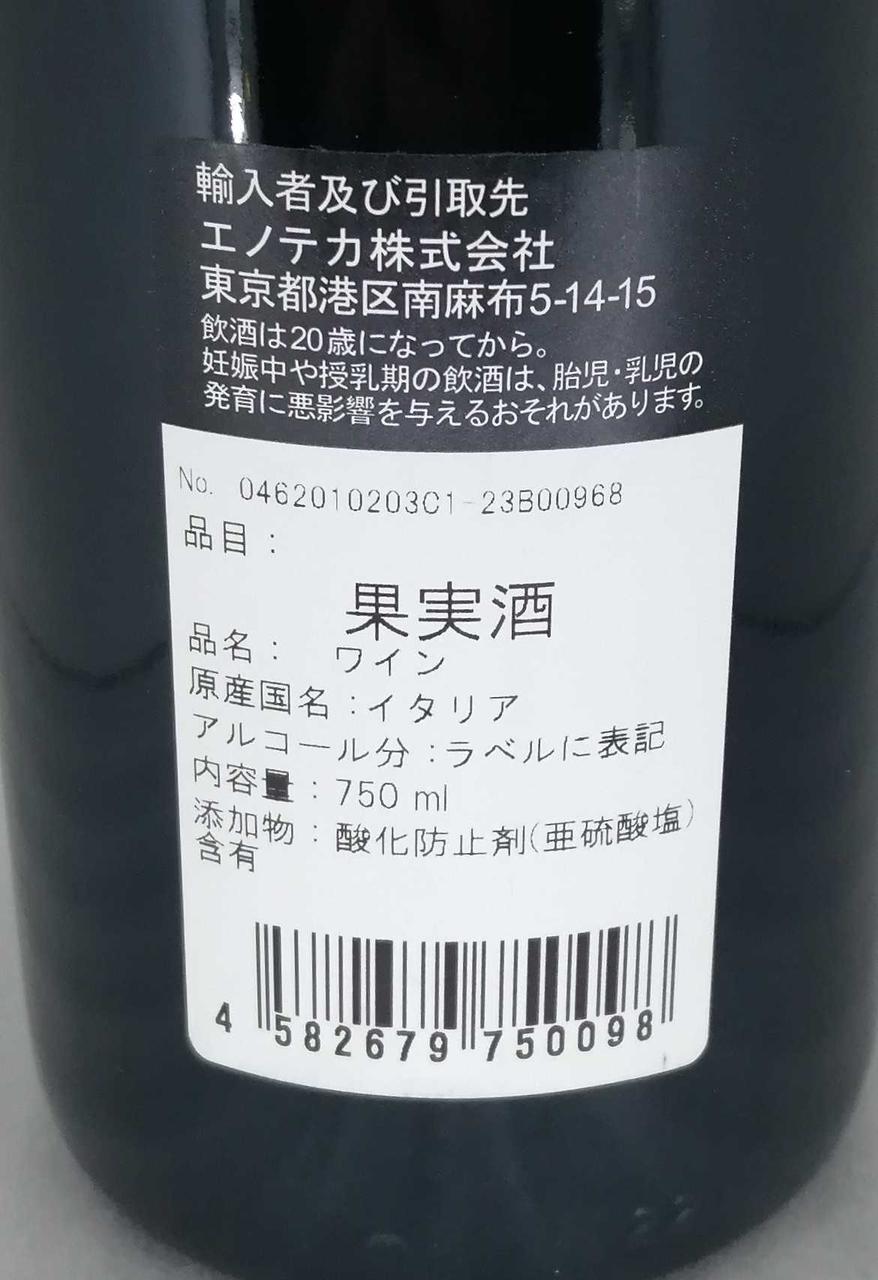 輸入者及び引取先
エノテカ株式会社
東京都港区南麻布5-14-15
飲酒は20歳になってから。
妊娠中や授乳期の飲酒は、胎児・乳児の
発育に悪影響を与えるおそれがあります。
No. 0462010203C1-23B00968
品目：
果実酒
品名： ワイン
原産国名：イタリア
アルコール分：ラベルに表記
内容量：750 ml
添加物：酸化防止剤(亜硫酸塩)
含有
4 582679 750098